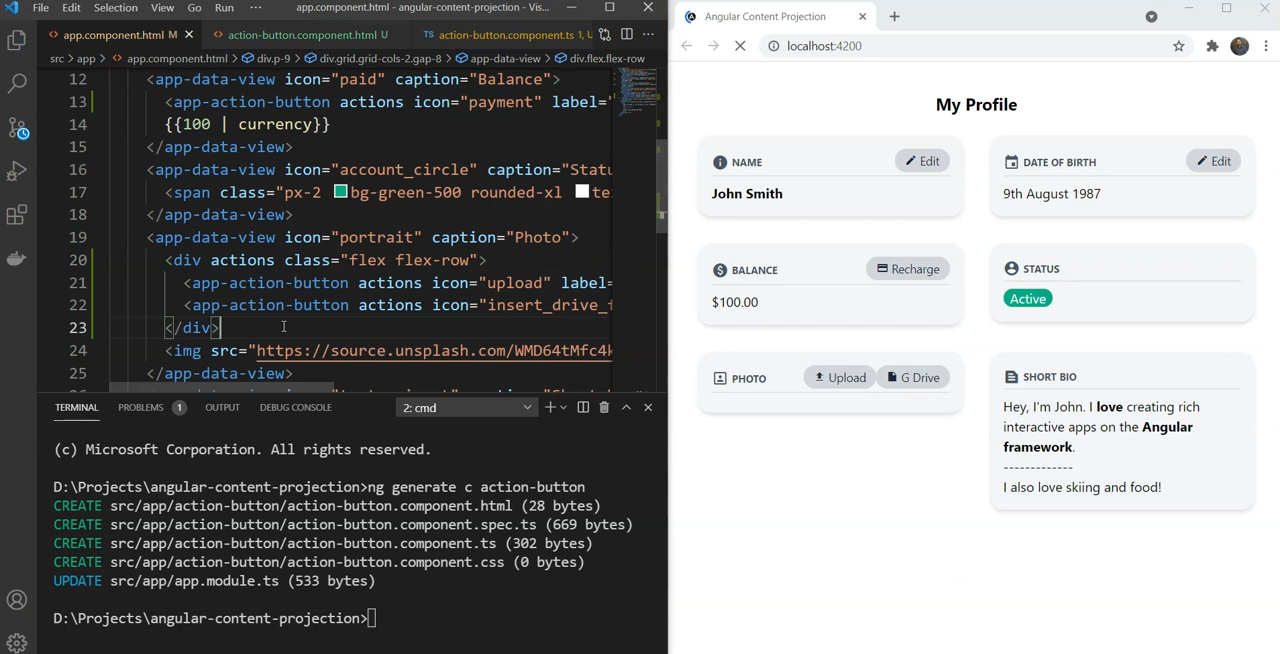 File Edit Selection View Go Run ··· app.component.html - angular-content-projection - Vis...
app.component.html M
action-button.component.html U
TS action-button.component.ts 1, U
src > app > app.component.html > div.p-9 > div.grid.grid-cols-2.gap-8 > app-data-view > div.flex.flex-row
12 <app-data-view icon="paid" caption="Balance">
13 <app-action-button actions icon="payment" label="
14 {{100 | currency}}
15 </app-data-view>
16 <app-data-view icon="account_circle" caption="Statu
17 <span class="px-2 bg-green-500 rounded-xl te
18 </app-data-view>
19 <app-data-view icon="portrait" caption="Photo">
20 <div actions class="flex flex-row">
21 <app-action-button actions icon="upload" label=
22 <app-action-button actions icon="insert_drive_f
23 </div>
24 <img src="https://source.unsplash.com/WMD64tMfc4k
25 </app-data-view>
TERMINAL PROBLEMS 1 OUTPUT DEBUG CONSOLE 2: cmd
(c) Microsoft Corporation. All rights reserved.
D:\Projects\angular-content-projection>ng generate c action-button
CREATE src/app/action-button/action-button.component.html (28 bytes)
CREATE src/app/action-button/action-button.component.spec.ts (669 bytes)
CREATE src/app/action-button/action-button.component.ts (302 bytes)
CREATE src/app/action-button/action-button.component.css (0 bytes)
UPDATE src/app/app.module.ts (533 bytes)
D:\Projects\angular-content-projection>
Angular Content Projection
localhost:4200
My Profile
NAME Edit
John Smith
DATE OF BIRTH Edit
9th August 1987
BALANCE Recharge
$100.00
STATUS
Active
PHOTO Upload G Drive
SHORT BIO
Hey, I'm John. I love creating rich
interactive apps on the Angular
framework.
-------------
I also love skiing and food!